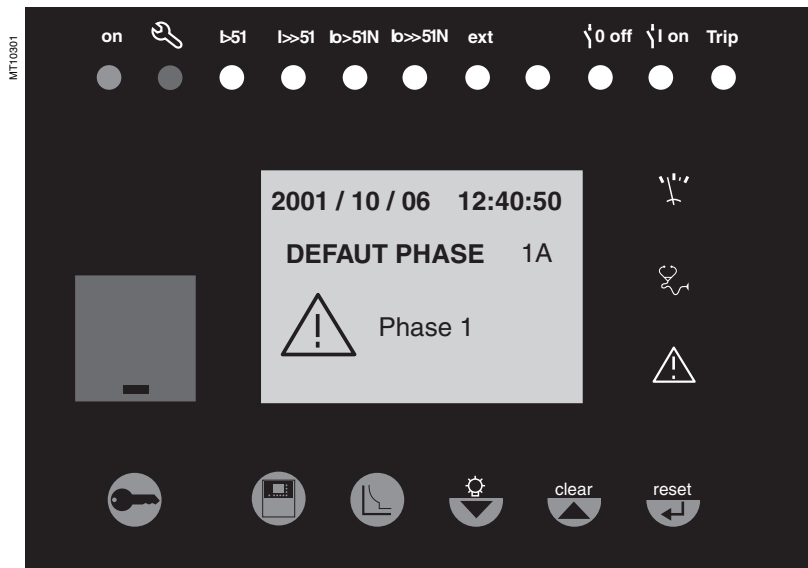 MT10301
on I>51 I>>51 Io>51N Io>>51N ext 0 off I on Trip
2001 / 10 / 06 12:40:50
DEFAUT PHASE 1A
Phase 1
clear reset